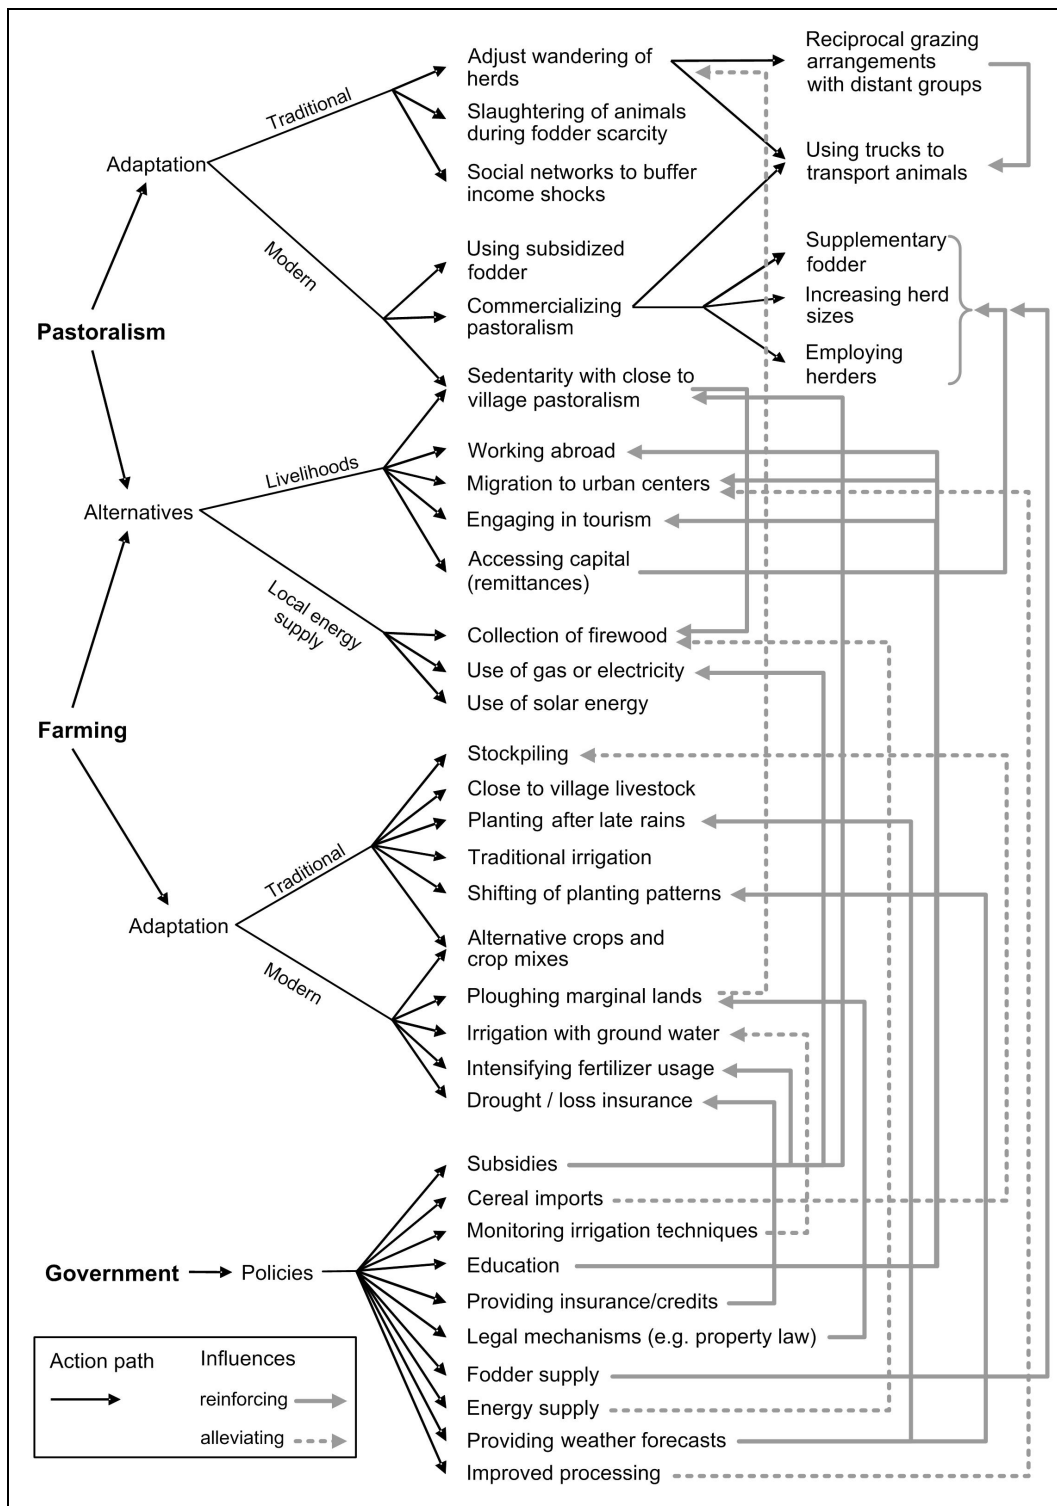 Adjust wandering of
herds
Slaughtering of animals
during fodder scarcity
Social networks to buffer
income shocks
Reciprocal grazing
arrangements
with distant groups
Using trucks to
transport animals
Traditional
Adaptation
Modern
Using subsidized
fodder
Commercializing
pastoralism
Supplementary
fodder
Increasing herd
sizes
Employing
herders
Pastoralism
Sedentarity with close to
village pastoralism
Livelihoods
Working abroad
Migration to urban centers
Alternatives
Engaging in tourism
Accessing capital
(remittances)
Local energy
supply
Collection of firewood
Use of gas or electricity
Use of solar energy
Farming
Stockpiling
Close to village livestock
Planting after late rains
Traditional
Traditional irrigation
Shifting of planting patterns
Adaptation
Alternative crops and
crop mixes
Modern
Ploughing marginal lands
Irrigation with ground water
Intensifying fertilizer usage
Drought / loss insurance
Subsidies
Cereal imports
Monitoring irrigation techniques
Education
Government
Policies
Providing insurance/credits
Legal mechanisms (e.g. property law)
Fodder supply
Energy supply
Providing weather forecasts
Improved processing
Action path
Influences
reinforcing
alleviating